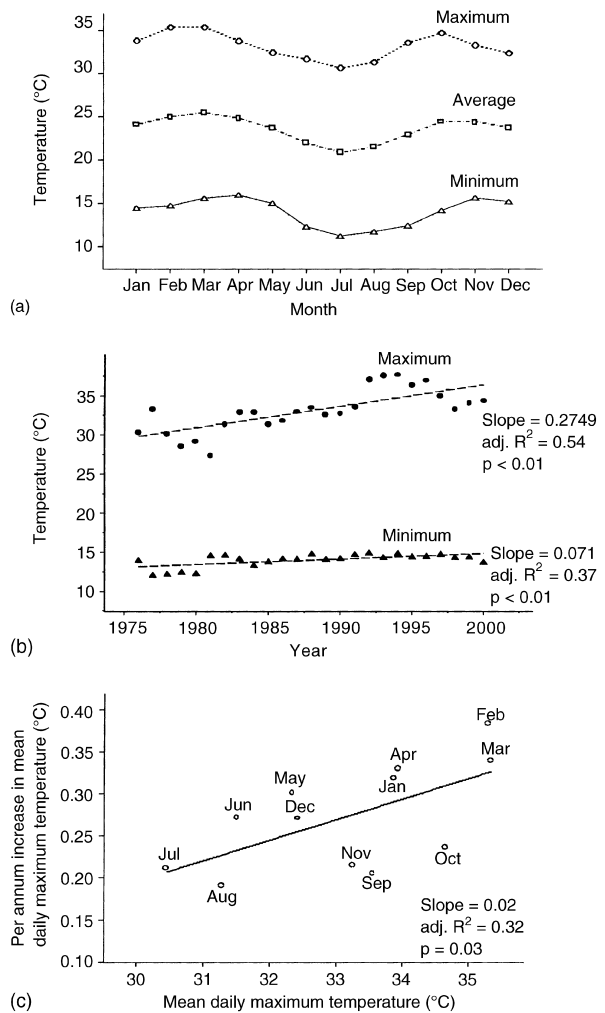 35
30
25
20
15
10
Temperature (°C)
Maximum
Average
Minimum
Jan Feb Mar Apr May Jun Jul Aug Sep Oct Nov Dec
Month
(a)
35
30
25
20
15
10
Temperature (°C)
Maximum
Slope = 0.2749
adj. R² = 0.54
p < 0.01
Minimum
Slope = 0.071
adj. R² = 0.37
p < 0.01
1975 1980 1985 1990 1995 2000
Year
(b)
0.40
0.35
0.30
0.25
0.20
0.15
0.10
Per annum increase in mean
daily maximum temperature (°C)
Feb
Mar
Apr
Jan
May
Dec
Jun
Jul
Aug
Nov
Sep
Oct
Slope = 0.02
adj. R² = 0.32
p = 0.03
30 31 32 33 34 35
Mean daily maximum temperature (°C)
(c)